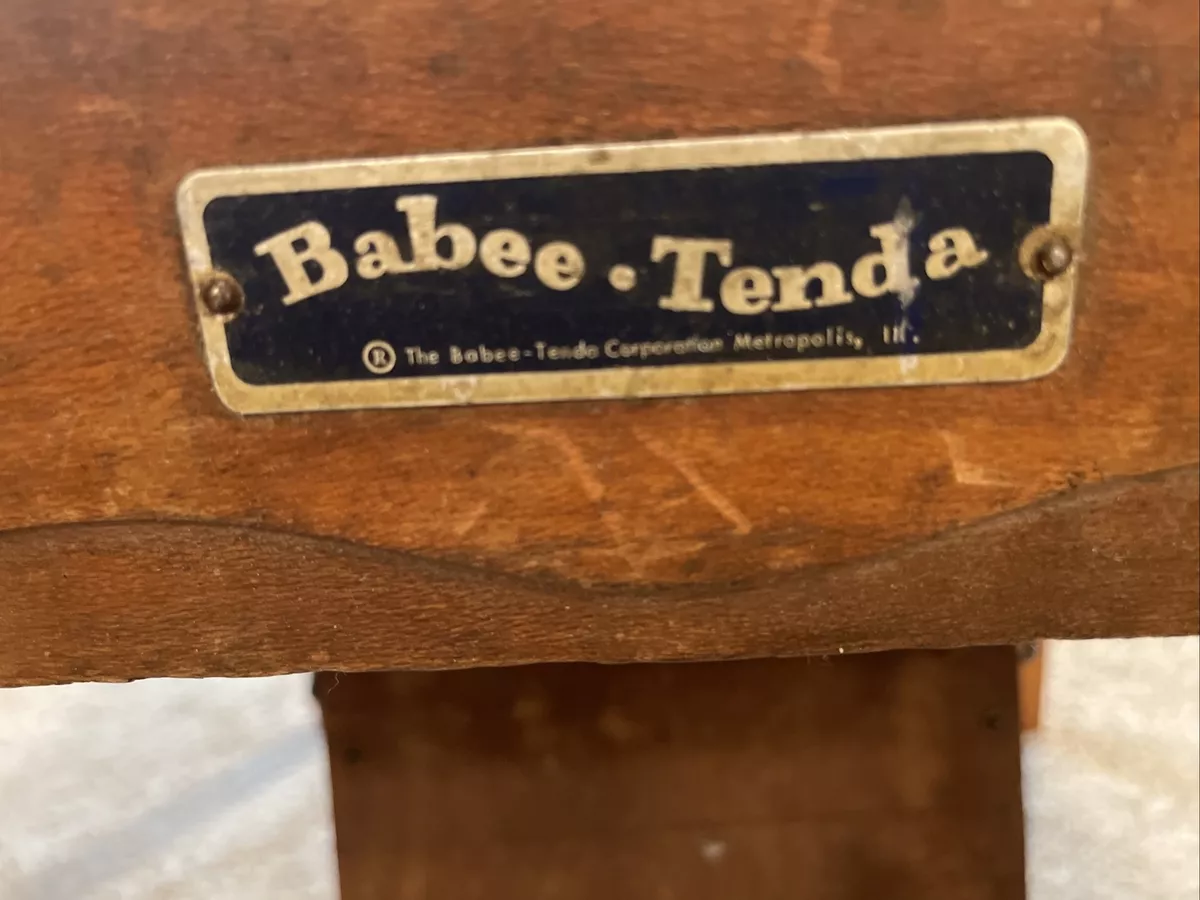 Babee•Tenda
® The Babee-Tenda Corporation Metropolis, Ill.